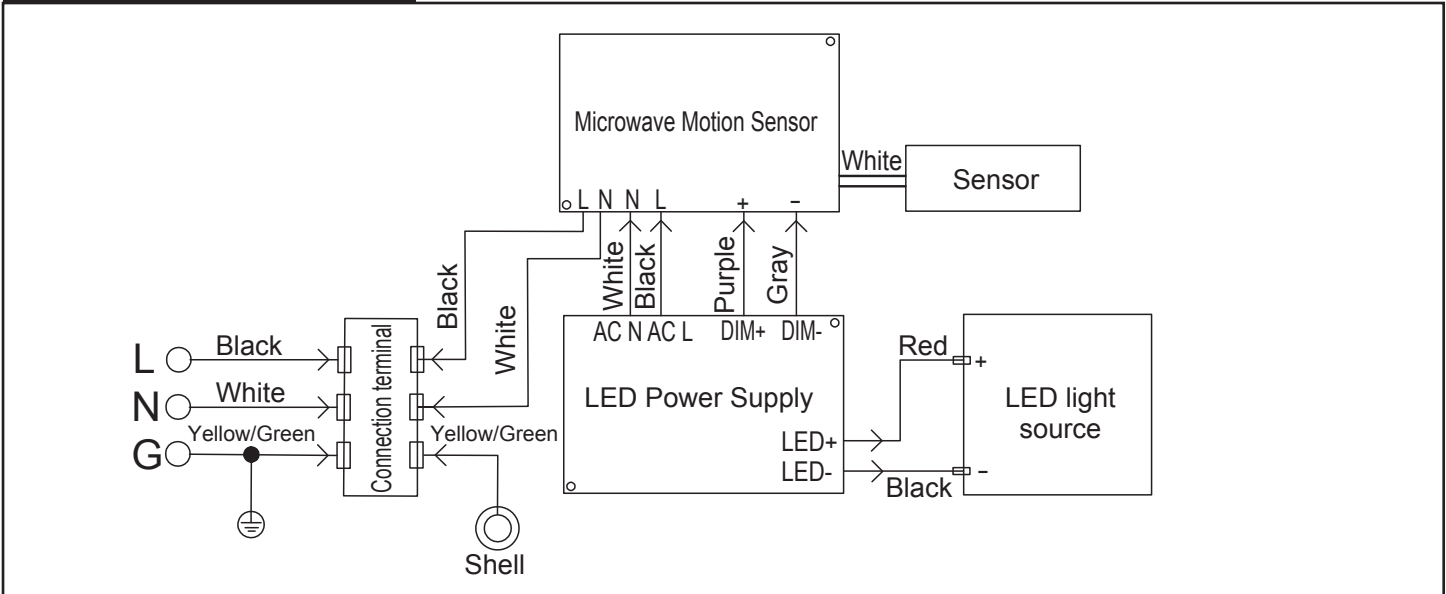 Microwave Motion Sensor
White
Sensor
L N N L + −
Black
White
White
Black
Purple
Gray
AC N AC L DIM+ DIM-
LED Power Supply
LED+
LED-
Red
Black
+
−
LED light
source
L
Black
N
White
G
Yellow/Green
Connection terminal
Yellow/Green
Shell